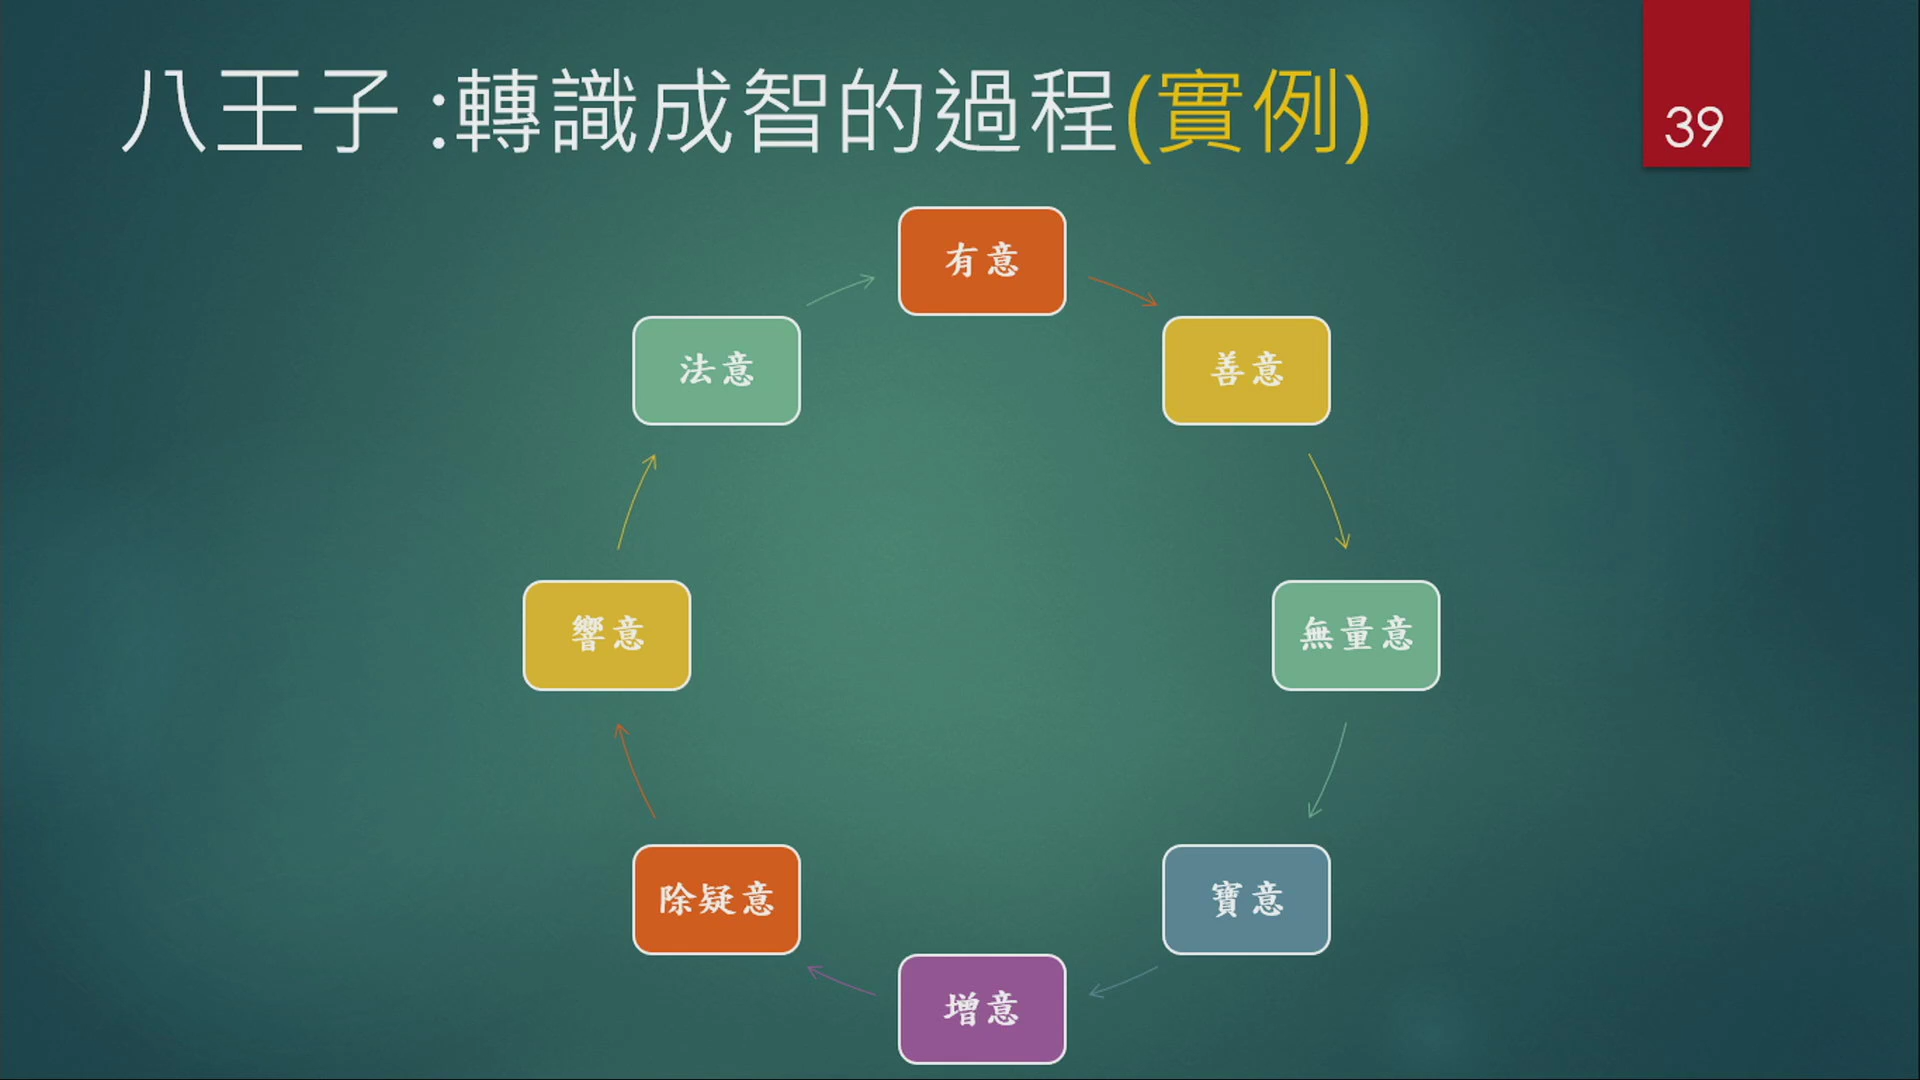 八王子 :轉識成智的過程(實例)
39
有意
善意
無量意
寶意
增意
除疑意
響意
法意